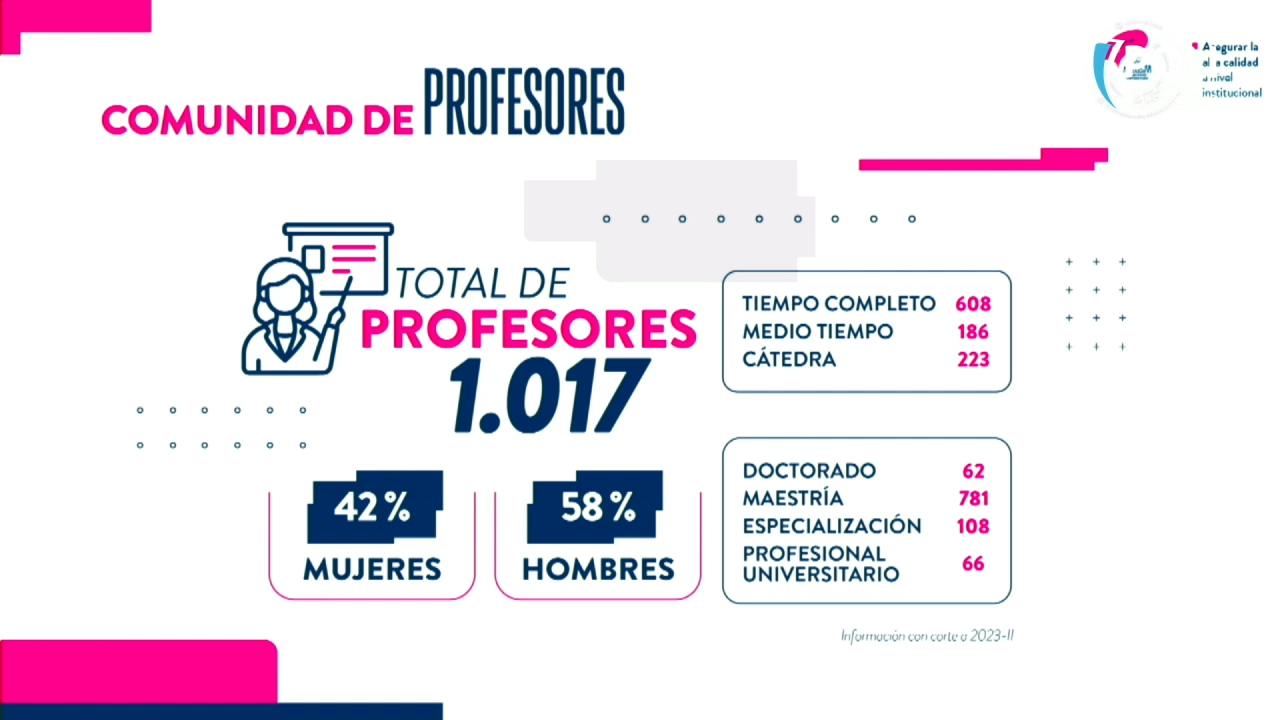 COMUNIDAD DE PROFESORES
institucional
TOTAL DE
PROFESORES
1.017
42%
MUJERES
58%
HOMBRES
TIEMPO COMPLETO 608
MEDIO TIEMPO 186
CÁTEDRA 223
DOCTORADO 62
MAESTRÍA 781
ESPECIALIZACIÓN 108
PROFESIONAL
UNIVERSITARIO 66
Información con corte a 2023-II